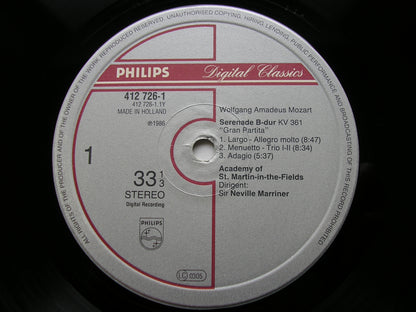 ALL RIGHTS OF THE MANUFACTURER AND OF THE OWNER OF THE WORK REPRODUCED RESERVED. UNAUTHORISED COPYING, HIRING, LENDING, PUBLIC PERFORMANCE AND BROADCASTING OF THIS RECORD PROHIBITED.
PHILIPS
Digital Classics
412 726-1
412 726-1.1Y
MADE IN HOLLAND
℗1986
1
33 1/3
STEREO
Digital Recording
PHILIPS
Wolfgang Amadeus Mozart
Serenade B-dur KV 361
"Gran Partita"
1. Largo - Allegro molto (8:47)
2. Menuetto - Trio I-II (8:34)
3. Adagio (5:37)
Academy of
St. Martin-in-the-Fields
Dirigent:
Sir Neville Marriner
LC 0305